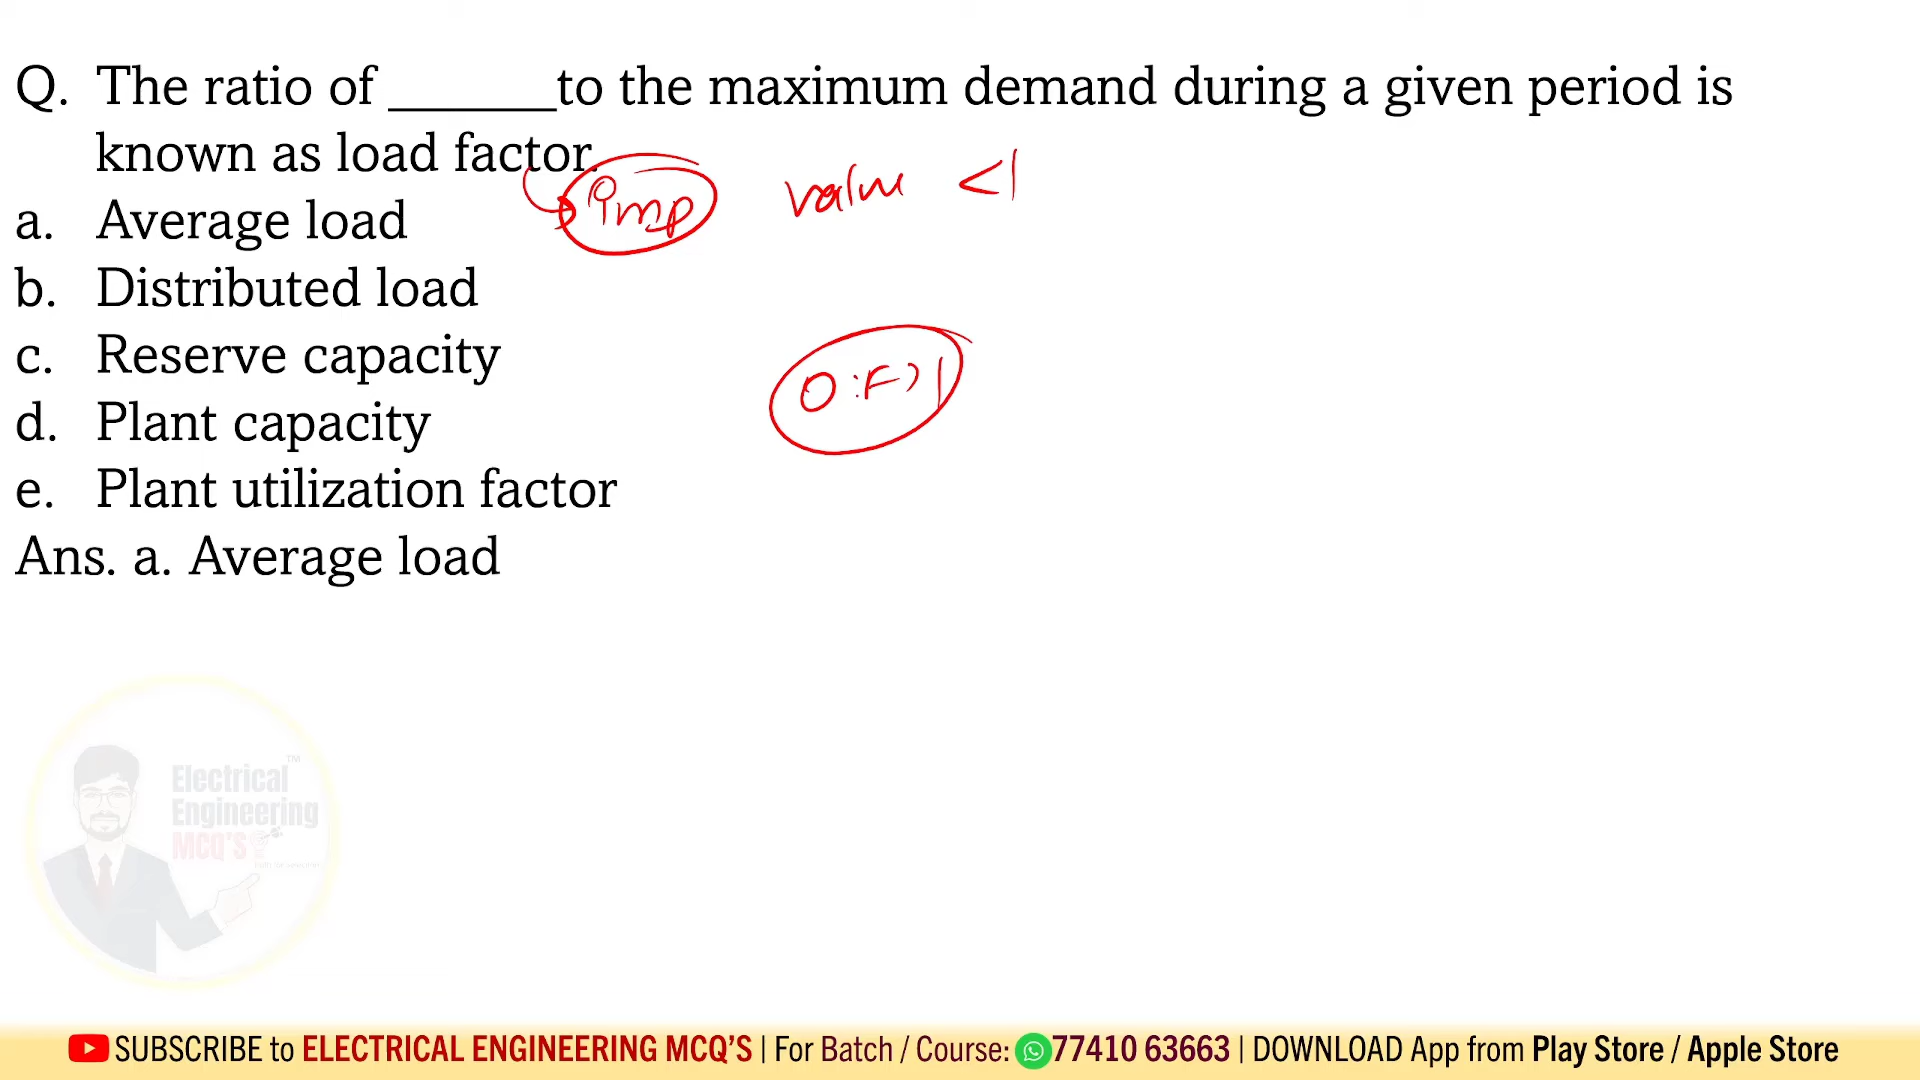 Q. The ratio of ______to the maximum demand during a given period is
known as load factor.
imp value <1
a. Average load
b. Distributed load
c. Reserve capacity
D.F>1
d. Plant capacity
e. Plant utilization factor
Ans. a. Average load
Electrical TM
Engineering
MCQ'S
SUBSCRIBE to ELECTRICAL ENGINEERING MCQ'S | For Batch / Course: 77410 63663 | DOWNLOAD App from Play Store / Apple Store